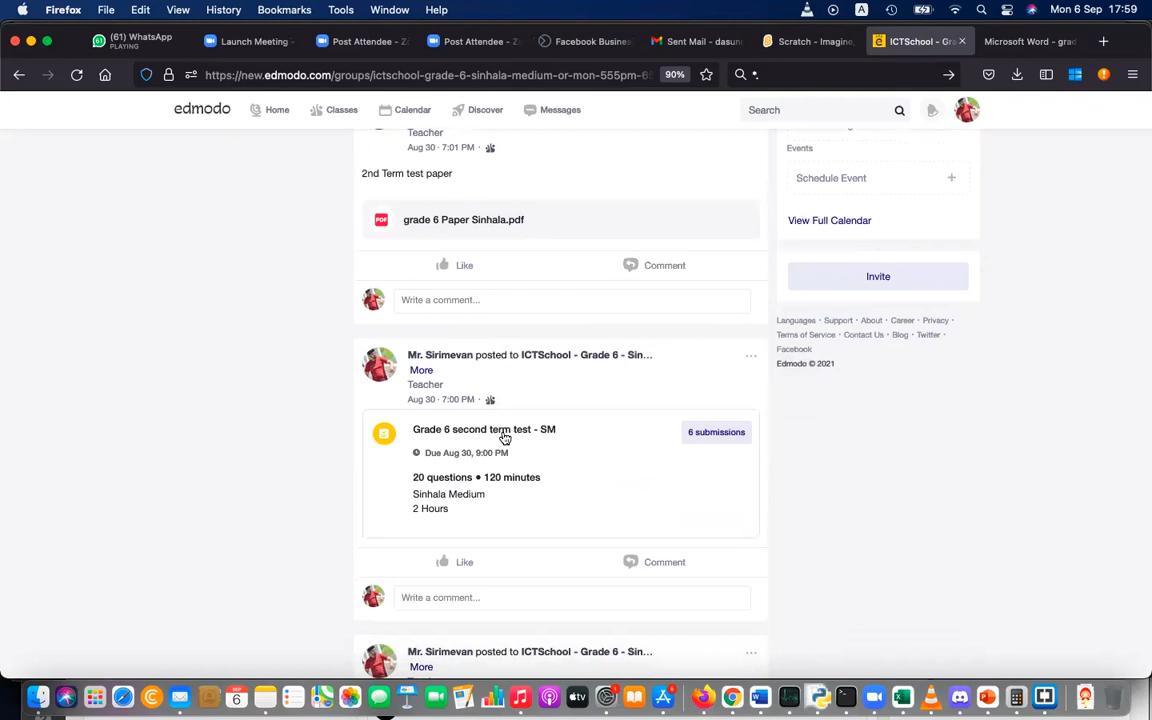 Firefox File Edit View History Bookmarks Tools Window Help A Mon 6 Sep 17:59
(61) WhatsApp
PLAYING
Launch Meeting - Post Attendee - Zo Post Attendee - Zo Facebook Busines Sent Mail - dasun Scratch - Imagine, ICTSchool - Gra Microsoft Word - grad
https://new.edmodo.com/groups/ictschool-grade-6-sinhala-medium-or-mon-555pm-6 90%
edmodo Home Classes Calendar Discover Messages Search
Teacher
Aug 30 · 7:01 PM ·
2nd Term test paper
PDF grade 6 Paper Sinhala.pdf
Like Comment
Write a comment...
Mr. Sirimevan posted to ICTSchool - Grade 6 - Sin...
More
Teacher
Aug 30 · 7:00 PM ·
Grade 6 second term test - SM 6 submissions
Due Aug 30, 9:00 PM
20 questions • 120 minutes
Sinhala Medium
2 Hours
Like Comment
Write a comment...
Mr. Sirimevan posted to ICTSchool - Grade 6 - Sin...
More
Events
Schedule Event +
View Full Calendar
Invite
Languages · Support · About · Career · Privacy ·
Terms of Service · Contact Us · Blog · Twitter ·
Facebook
Edmodo © 2021